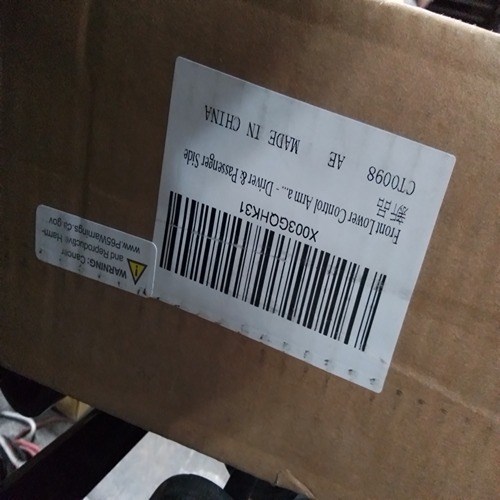 X003GQHK31
Front Lower Control Arm a... - Driver & Passenger Side
新品
CT0098 AE MADE IN CHINA
WARNING: Cancer
and Reproductive Harm-
www.P65Warnings.Ca.gov